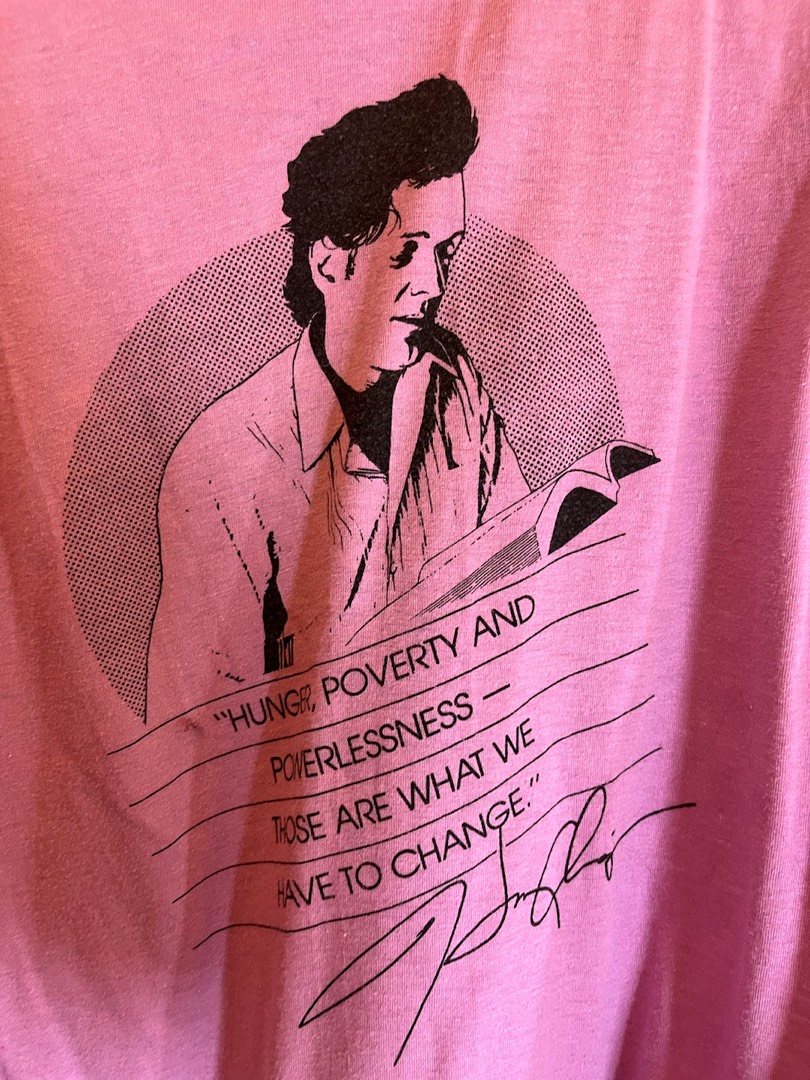 “HUNGER, POVERTY AND
POWERLESSNESS —
THOSE ARE WHAT WE
HAVE TO CHANGE.”